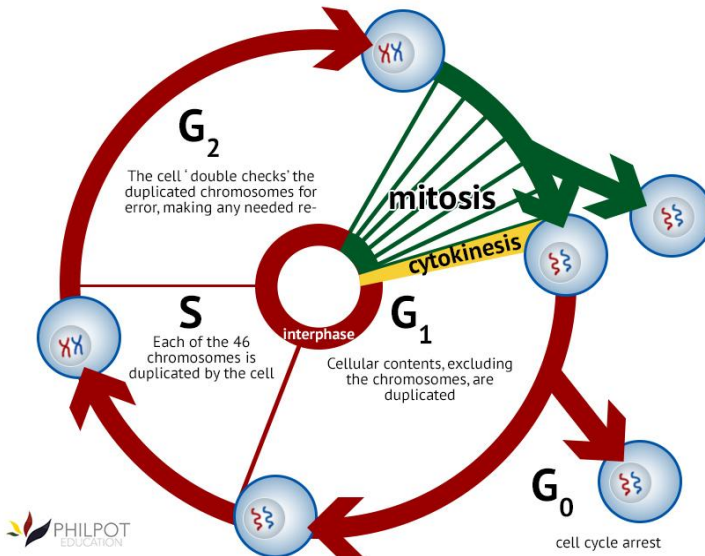 G2
The cell ‘ double checks’ the
duplicated chromosomes for
error, making any needed re-
mitosis
cytokinesis
S
Each of the 46
chromosomes is
duplicated by the cell
interphase
G1
Cellular contents, excluding
the chromosomes, are
duplicated
G0
cell cycle arrest
PHILPOT
EDUCATION